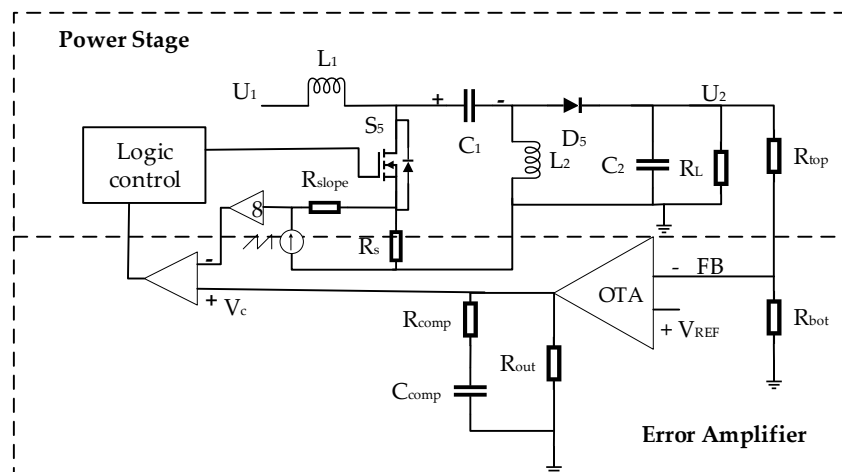 Power Stage
L1
U1
+
-
U2
S5
C1
D5
L2
C2
RL
Rtop
Logic control
Rslope
8
Rs
-
+ Vc
OTA
- FB
+ VREF
Rbot
Rcomp
Rout
Ccomp
Error Amplifier